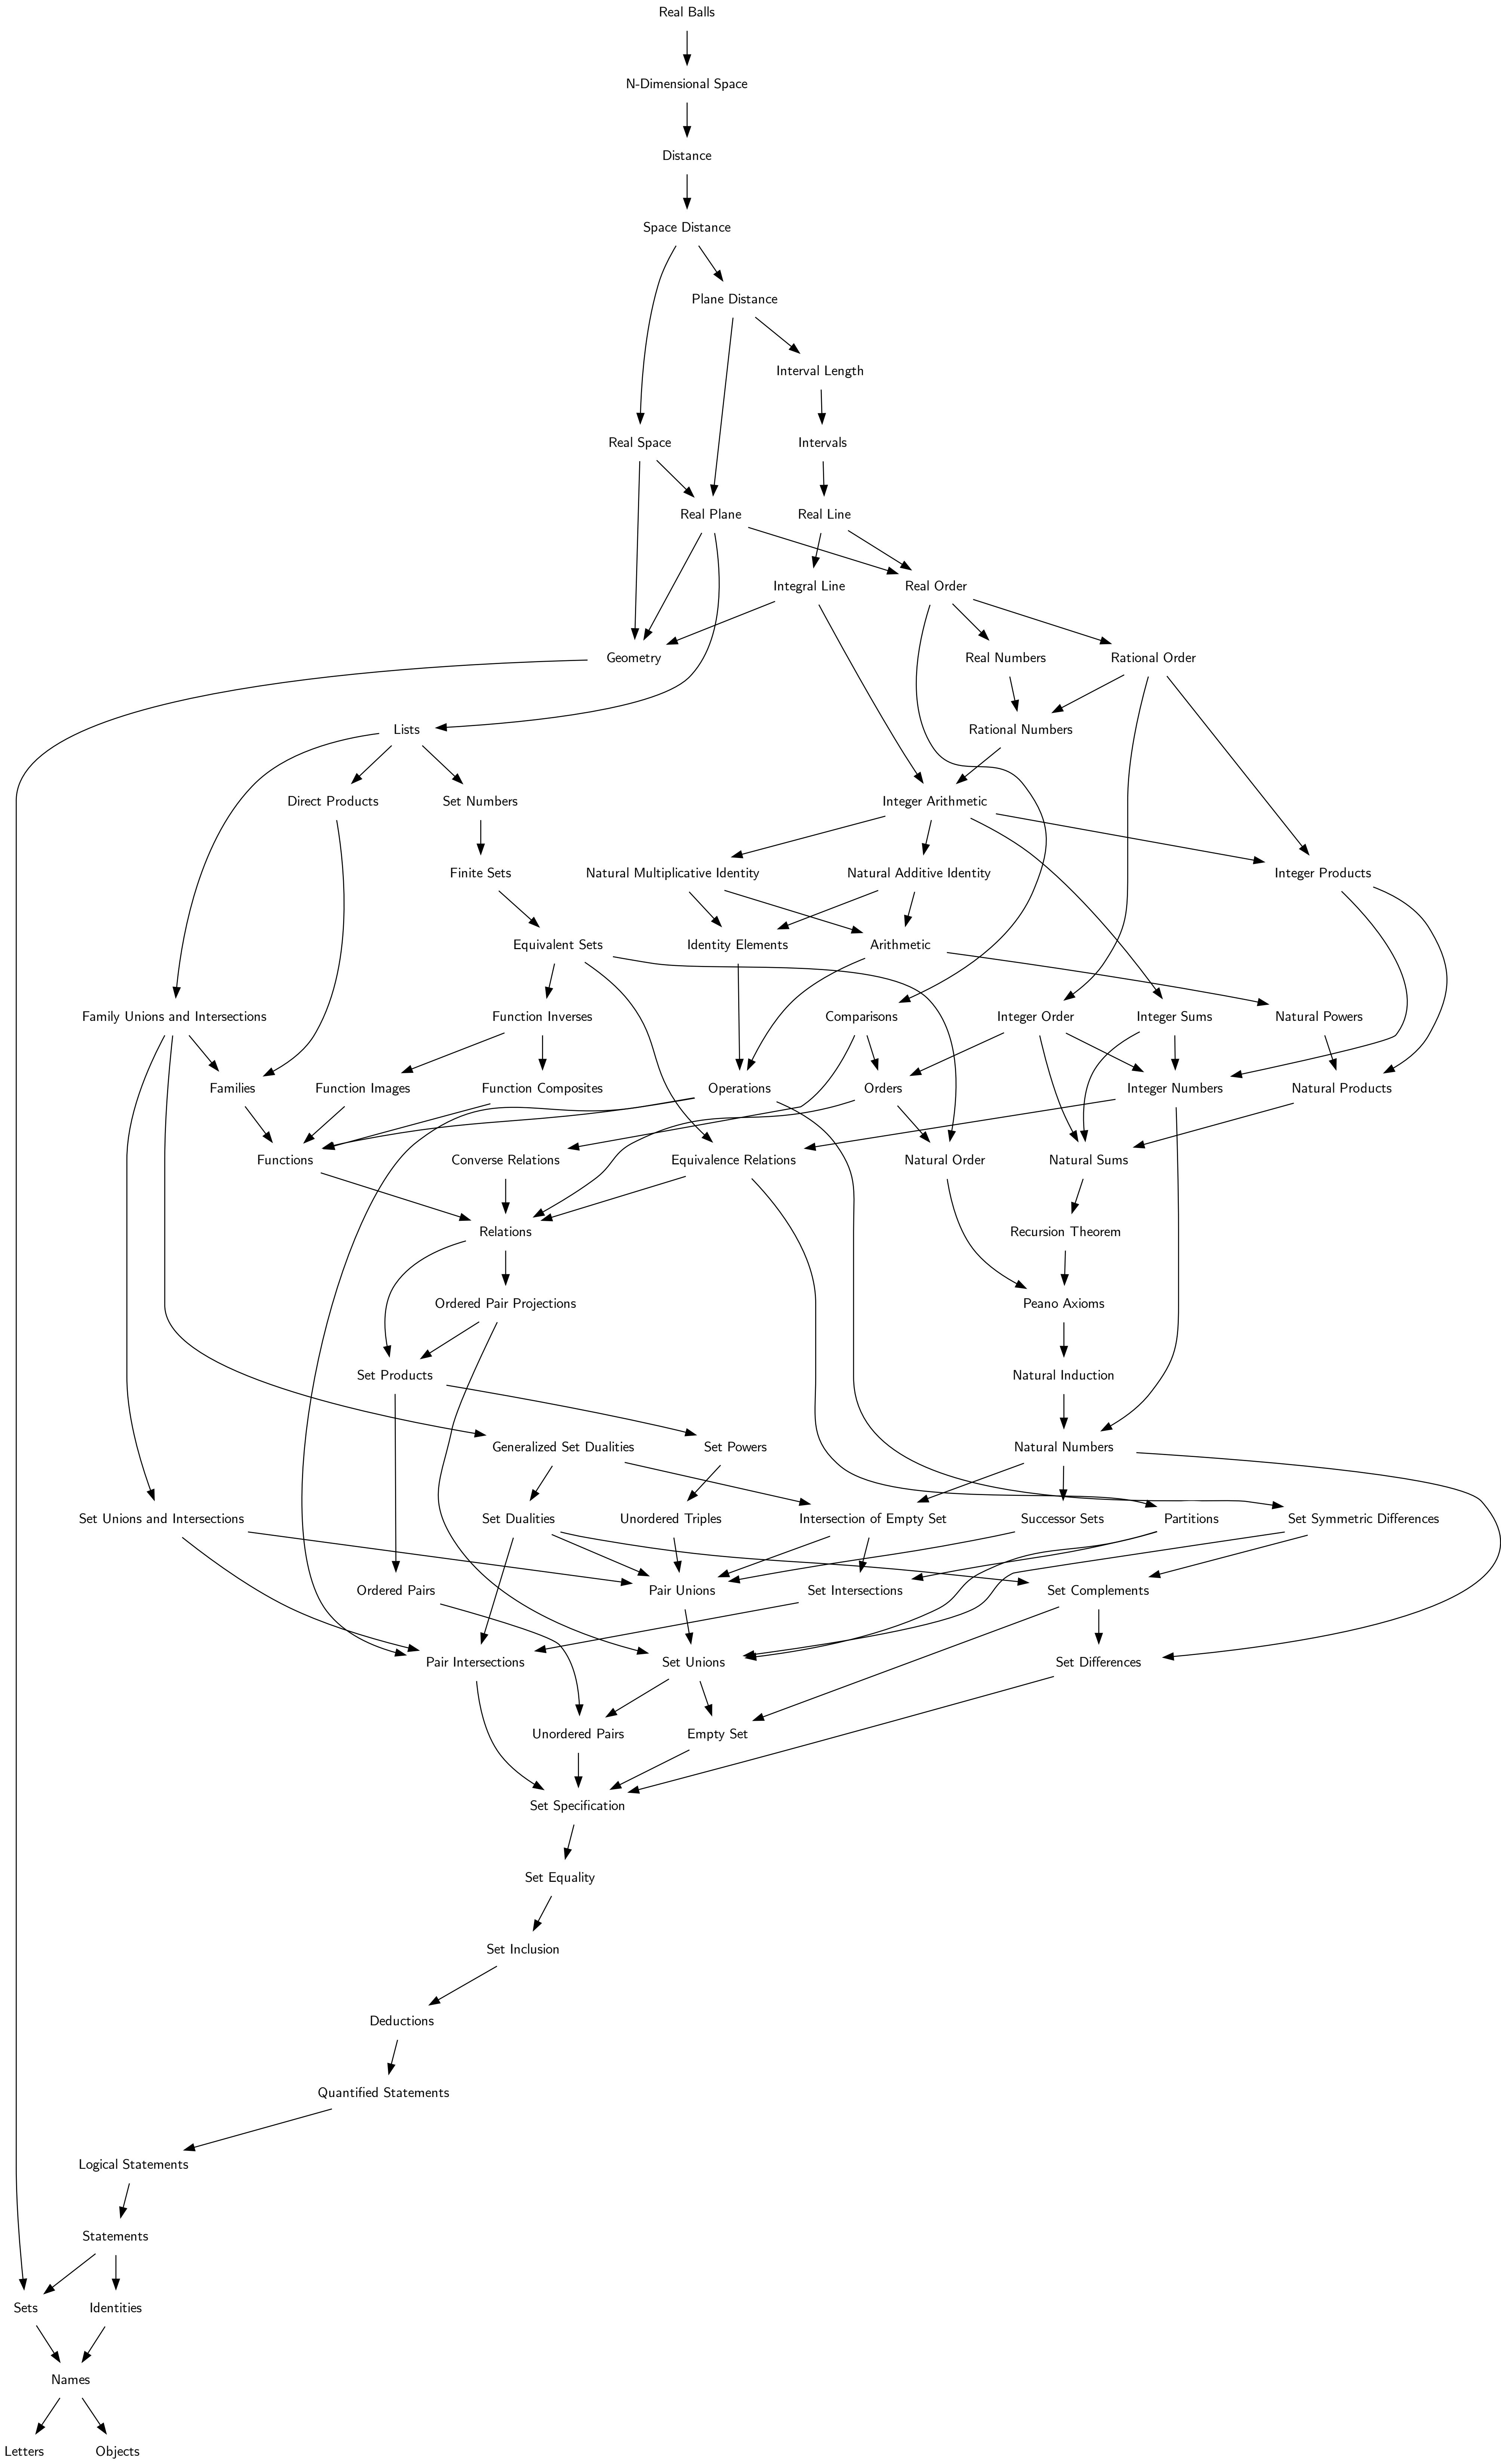 Real Balls
N-Dimensional Space
Distance
Space Distance
Plane Distance
Interval Length
Real Space
Intervals
Real Plane
Real Line
Integral Line
Real Order
Geometry
Real Numbers
Rational Order
Lists
Rational Numbers
Direct Products
Set Numbers
Integer Arithmetic
Finite Sets
Natural Multiplicative Identity
Natural Additive Identity
Integer Products
Equivalent Sets
Identity Elements
Arithmetic
Family Unions and Intersections
Function Inverses
Comparisons
Integer Order
Integer Sums
Natural Powers
Families
Function Images
Function Composites
Operations
Orders
Integer Numbers
Natural Products
Functions
Converse Relations
Equivalence Relations
Natural Order
Natural Sums
Relations
Recursion Theorem
Ordered Pair Projections
Peano Axioms
Set Products
Natural Induction
Generalized Set Dualities
Set Powers
Natural Numbers
Set Unions and Intersections
Set Dualities
Unordered Triples
Intersection of Empty Set
Successor Sets
Partitions
Set Symmetric Differences
Ordered Pairs
Pair Unions
Set Intersections
Set Complements
Pair Intersections
Set Unions
Set Differences
Unordered Pairs
Empty Set
Set Specification
Set Equality
Set Inclusion
Deductions
Quantified Statements
Logical Statements
Statements
Sets
Identities
Names
Letters
Objects